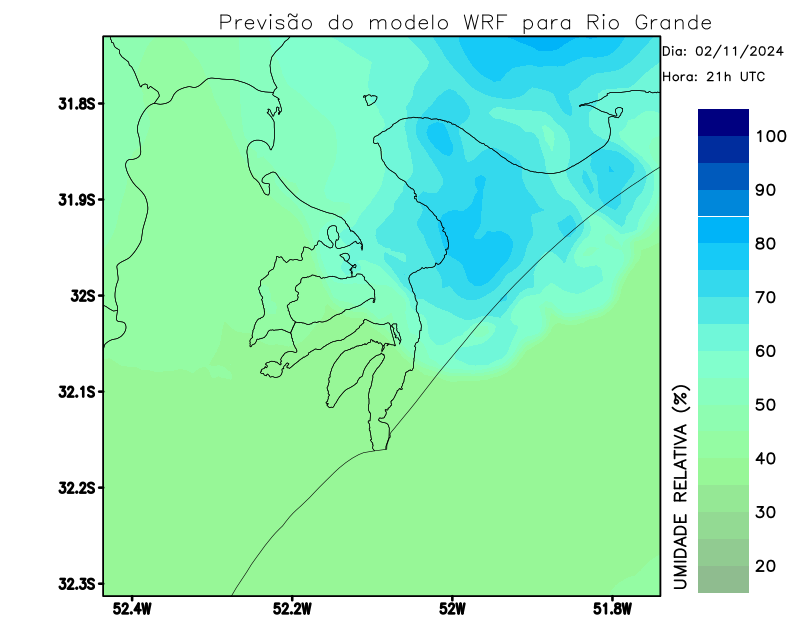 Previsão do modelo WRF para Rio Grande
Dia: 02/11/2024
Hora: 21h UTC
31.8S
31.9S
32S
32.1S
32.2S
32.3S
52.4W
52.2W
52W
51.8W
UMIDADE RELATIVA (%)
100
90
80
70
60
50
40
30
20